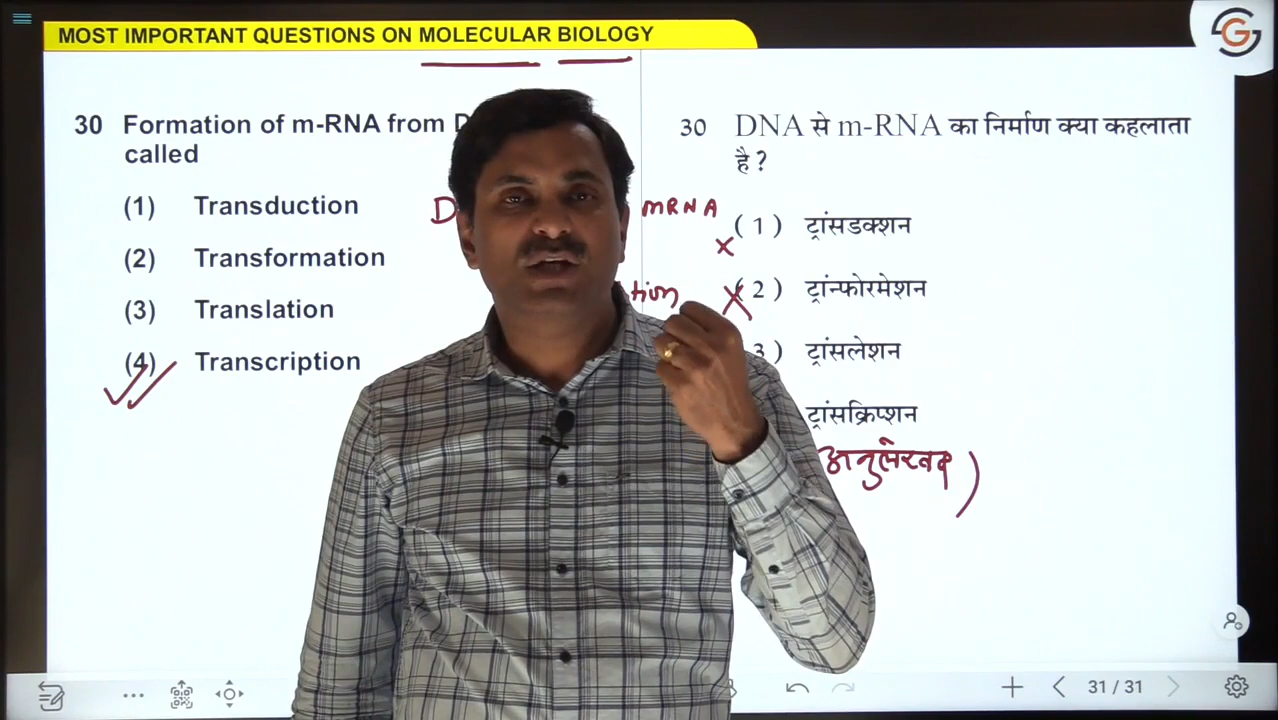 MOST IMPORTANT QUESTIONS ON MOLECULAR BIOLOGY
30 Formation of m-RNA from D
called
(1) Transduction
(2) Transformation
(3) Translation
(4) Transcription
D
mRNA
tion
30 DNA से m-RNA का निर्माण क्या कहलाता
है ?
(1) ट्रांसडक्शन
(2) ट्रांन्फोरमेशन
3) ट्रांसलेशन
ट्रांसक्रिप्शन
31 / 31